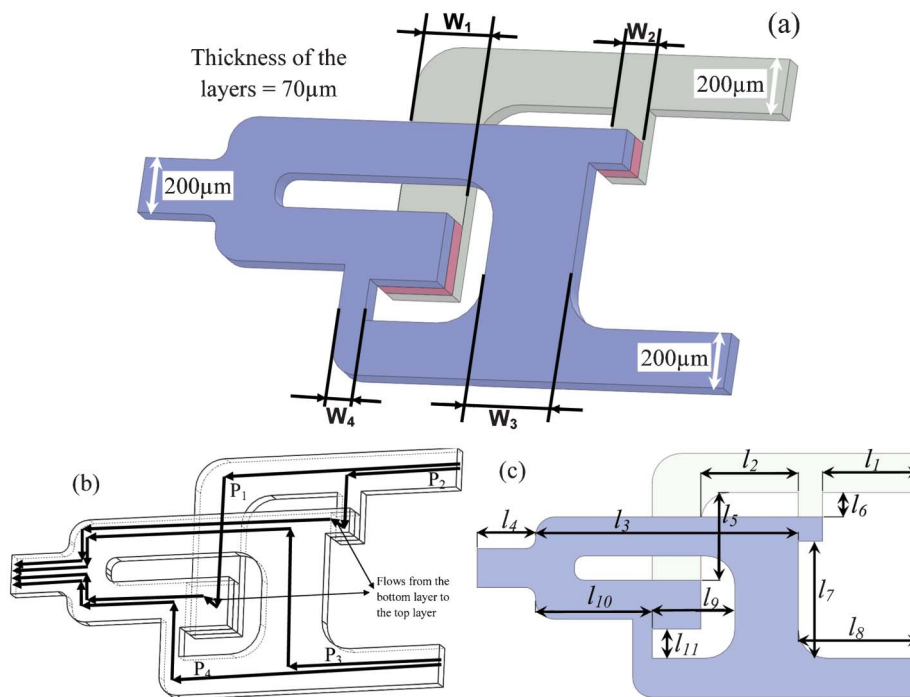 (a)
W₁
W₂
Thickness of the
layers = 70µm
200µm
200µm
200µm
W₄
W₃
(b)
P₁
P₂
Flows from the
bottom layer to
the top layer
P₃
P₄
(c)
l₂
l₁
l₆
l₄
l₃
l₅
l₇
l₁₀
l₉
l₈
l₁₁